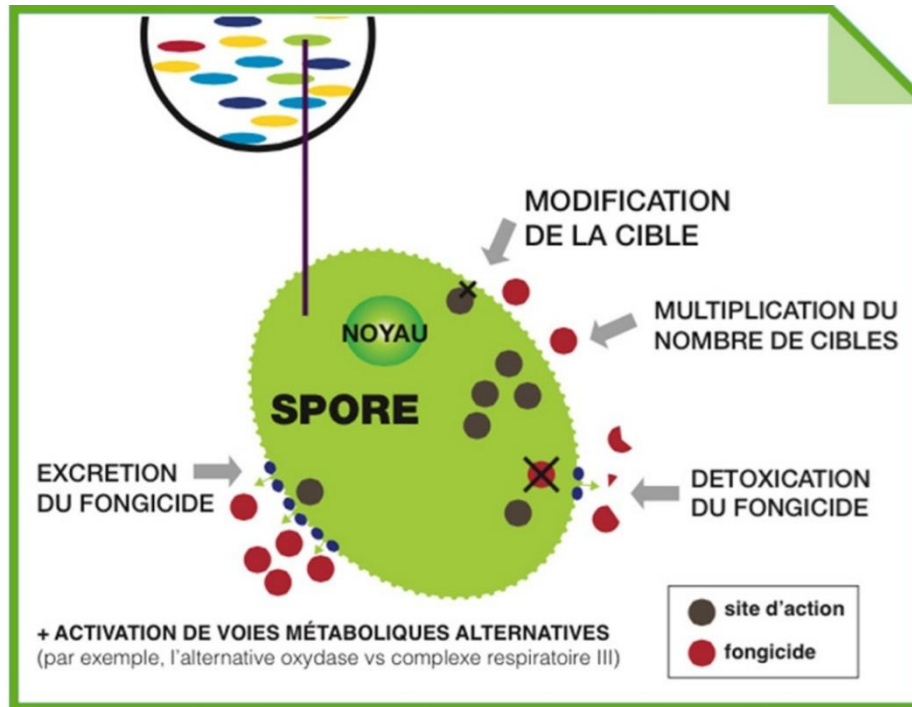 MODIFICATION
DE LA CIBLE
MULTIPLICATION DU
NOMBRE DE CIBLES
NOYAU
SPORE
EXCRETION
DU FONGICIDE
DETOXICATION
DU FONGICIDE
+ ACTIVATION DE VOIES MÉTABOLIQUES ALTERNATIVES
(par exemple, l'alternative oxydase vs complexe respiratoire III)
site d'action
fongicide